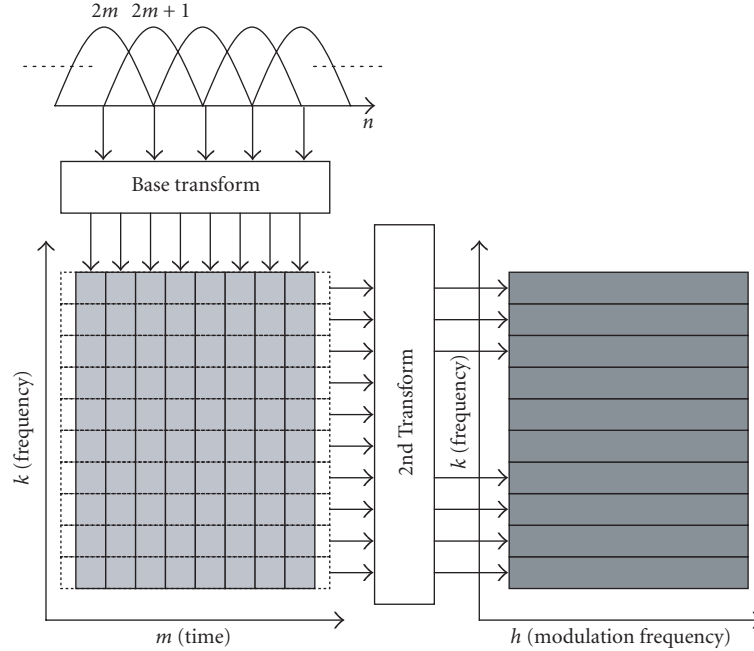 2m 2m + 1
n
Base transform
k (frequency)
2nd Transform
k (frequency)
m (time)
h (modulation frequency)